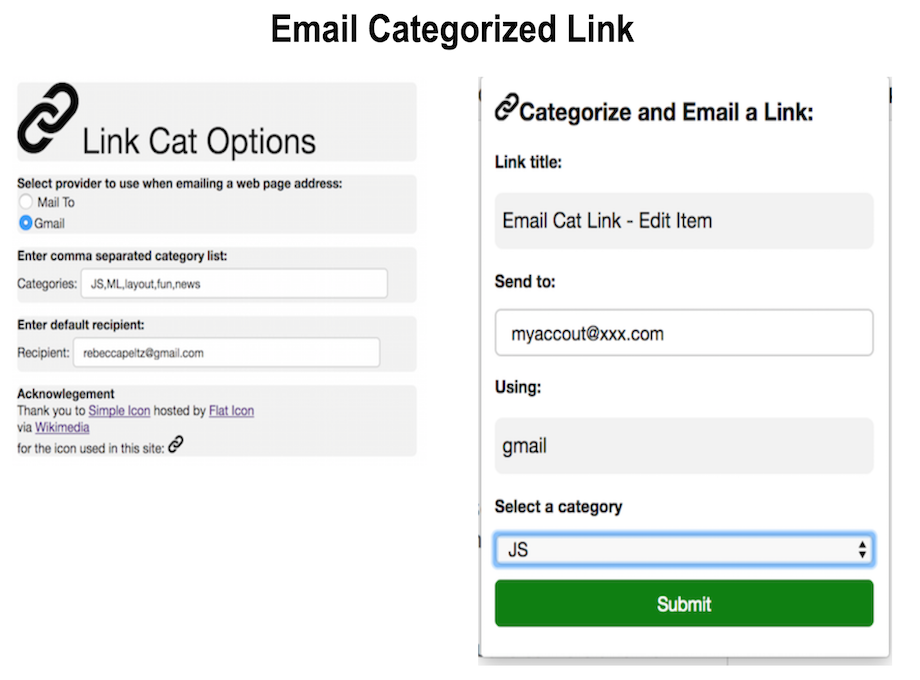 Email Categorized Link
Link Cat Options
Select provider to use when emailing a web page address:
Mail To
Gmail
Enter comma separated category list:
Categories: JS,ML,layout,fun,news
Enter default recipient:
Recipient: rebeccapeltz@gmail.com
Acknowlegement
Thank you to Simple Icon hosted by Flat Icon
via Wikimedia
for the icon used in this site:
Categorize and Email a Link:
Link title:
Email Cat Link - Edit Item
Send to:
myaccout@xxx.com
Using:
gmail
Select a category
JS
Submit